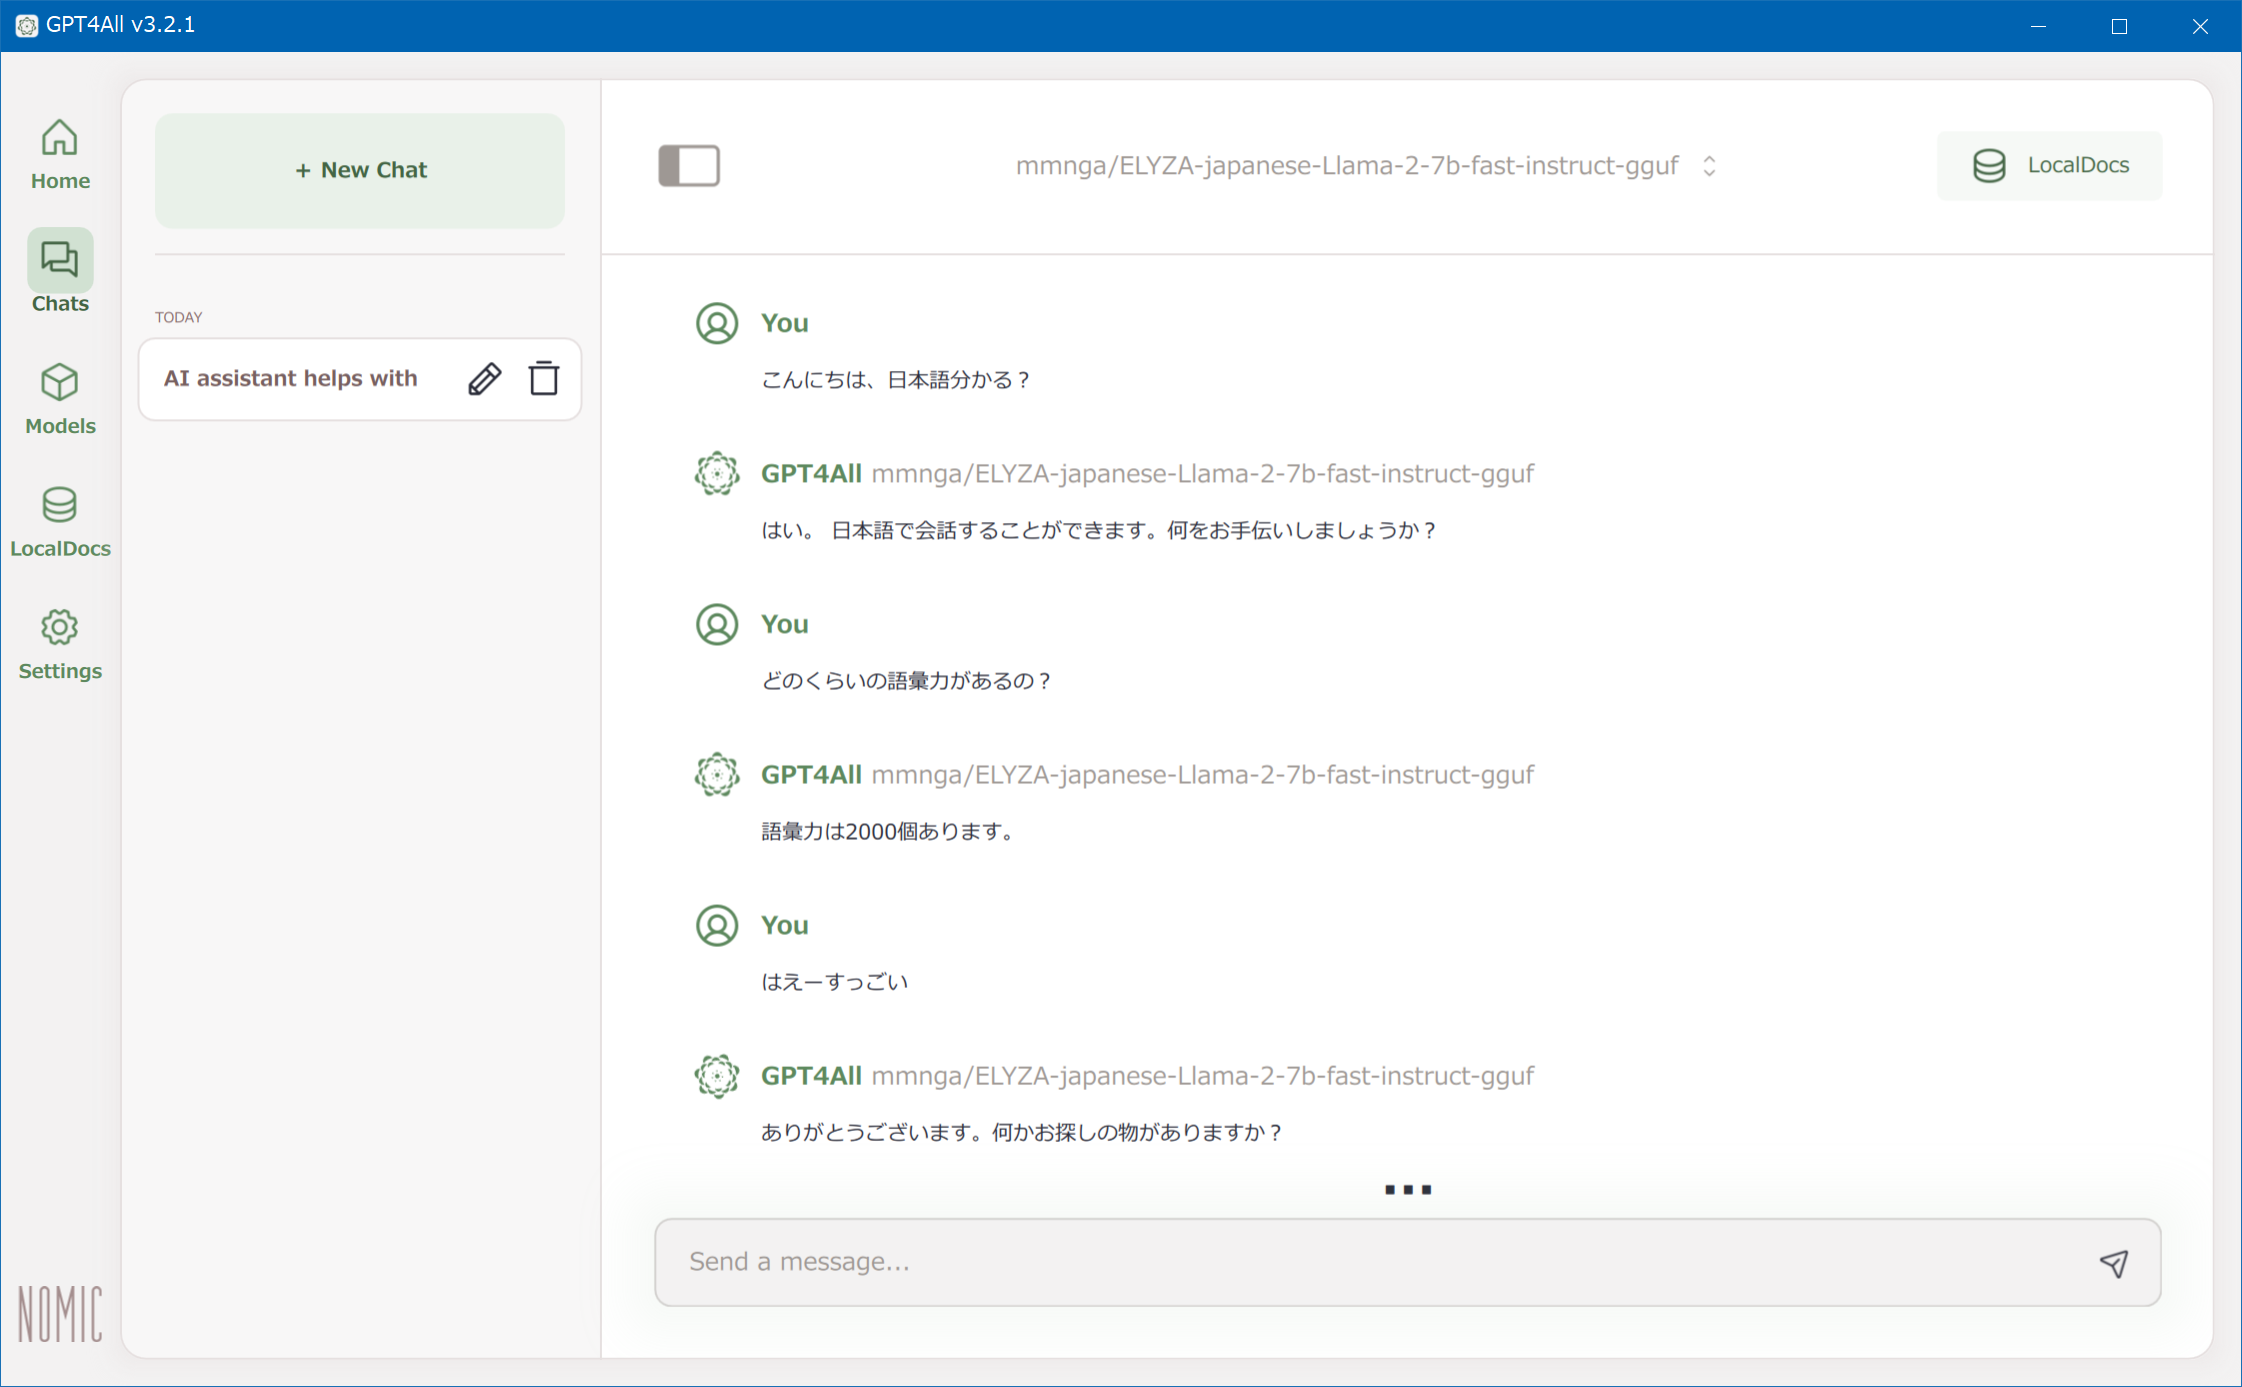 GPT4All v3.2.1
Home
Chats
Models
LocalDocs
Settings
NOMIC
+ New Chat
TODAY
AI assistant helps with
mmnga/ELYZA-japanese-Llama-2-7b-fast-instruct-gguf
LocalDocs
You
こんにちは、日本語分かる？
GPT4All mmnga/ELYZA-japanese-Llama-2-7b-fast-instruct-gguf
はい。 日本語で会話することができます。何をお手伝いしましょうか？
You
どのくらいの語彙力があるの？
GPT4All mmnga/ELYZA-japanese-Llama-2-7b-fast-instruct-gguf
語彙力は2000個あります。
You
はえーすっごい
GPT4All mmnga/ELYZA-japanese-Llama-2-7b-fast-instruct-gguf
ありがとうございます。何かお探しの物がありますか？
Send a message...